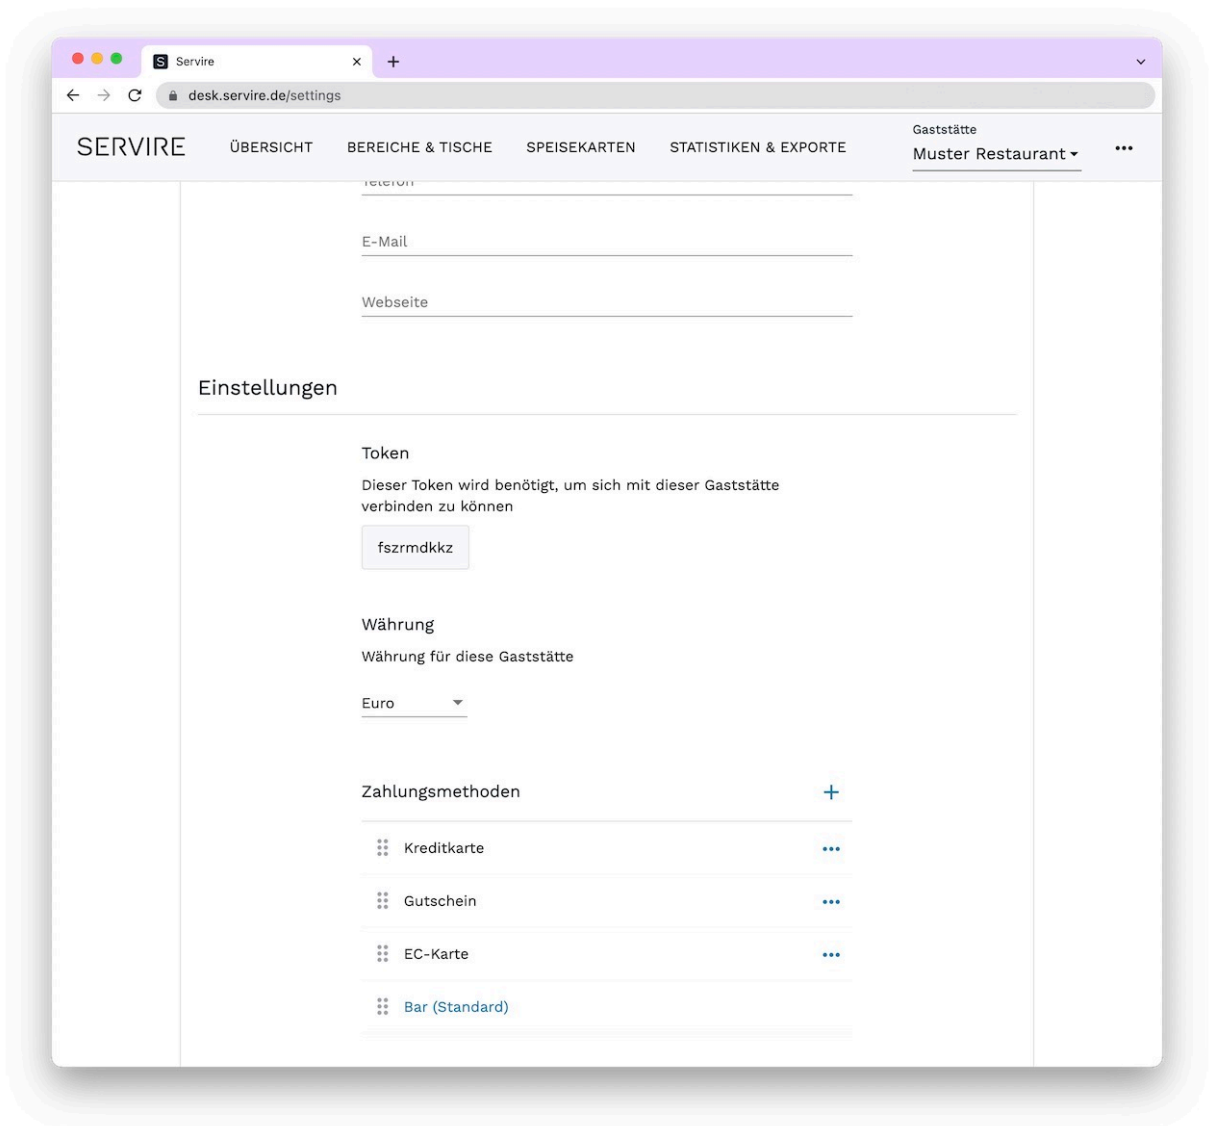 S Servire
desk.servire.de/settings
SERVIRE ÜBERSICHT BEREICHE & TISCHE SPEISEKARTEN STATISTIKEN & EXPORTE Gaststätte
Muster Restaurant
Telefon
E-Mail
Webseite
Einstellungen
Token
Dieser Token wird benötigt, um sich mit dieser Gaststätte
verbinden zu können
fszrmdkkz
Währung
Währung für diese Gaststätte
Euro
Zahlungsmethoden
Kreditkarte
Gutschein
EC-Karte
Bar (Standard)